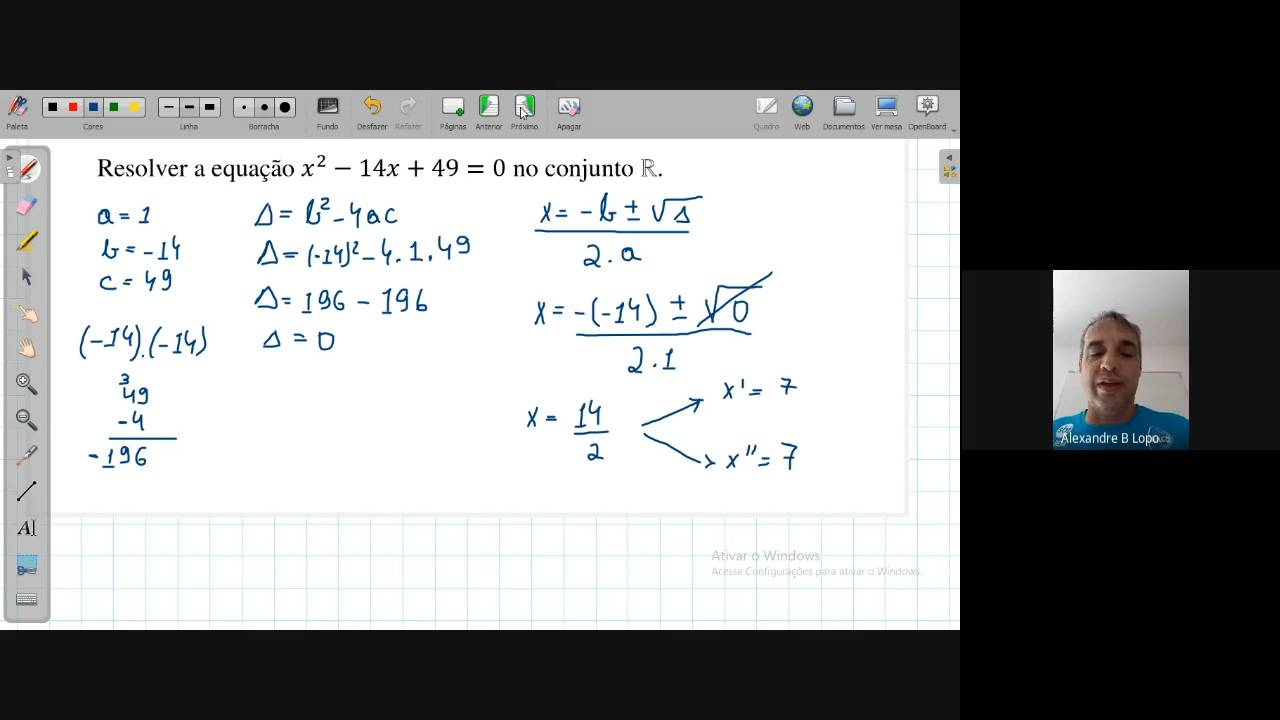 Paleta
Cores
Linha
Borracha
Fundo
Desfazer
Refazer
Páginas
Anterior
Próximo
Apagar
Quadro
Web
Documentos
Ver mesa
OpenBoard
Resolver a equação x² − 14x + 49 = 0 no conjunto ℝ.
a = 1
b = -14
c = 49
(-14).(-14)
3
49
-4
-196
Δ = b² - 4ac
Δ = (-14)² - 4.1.49
Δ = 196 - 196
Δ = 0
x = -b ± √Δ
2.a
x = -(-14) ± √0
2.1
x = 14
2
x' = 7
x'' = 7
A
Ativar o Windows
Acesse Configurações para ativar o Windows.
Alexandre B Lopo